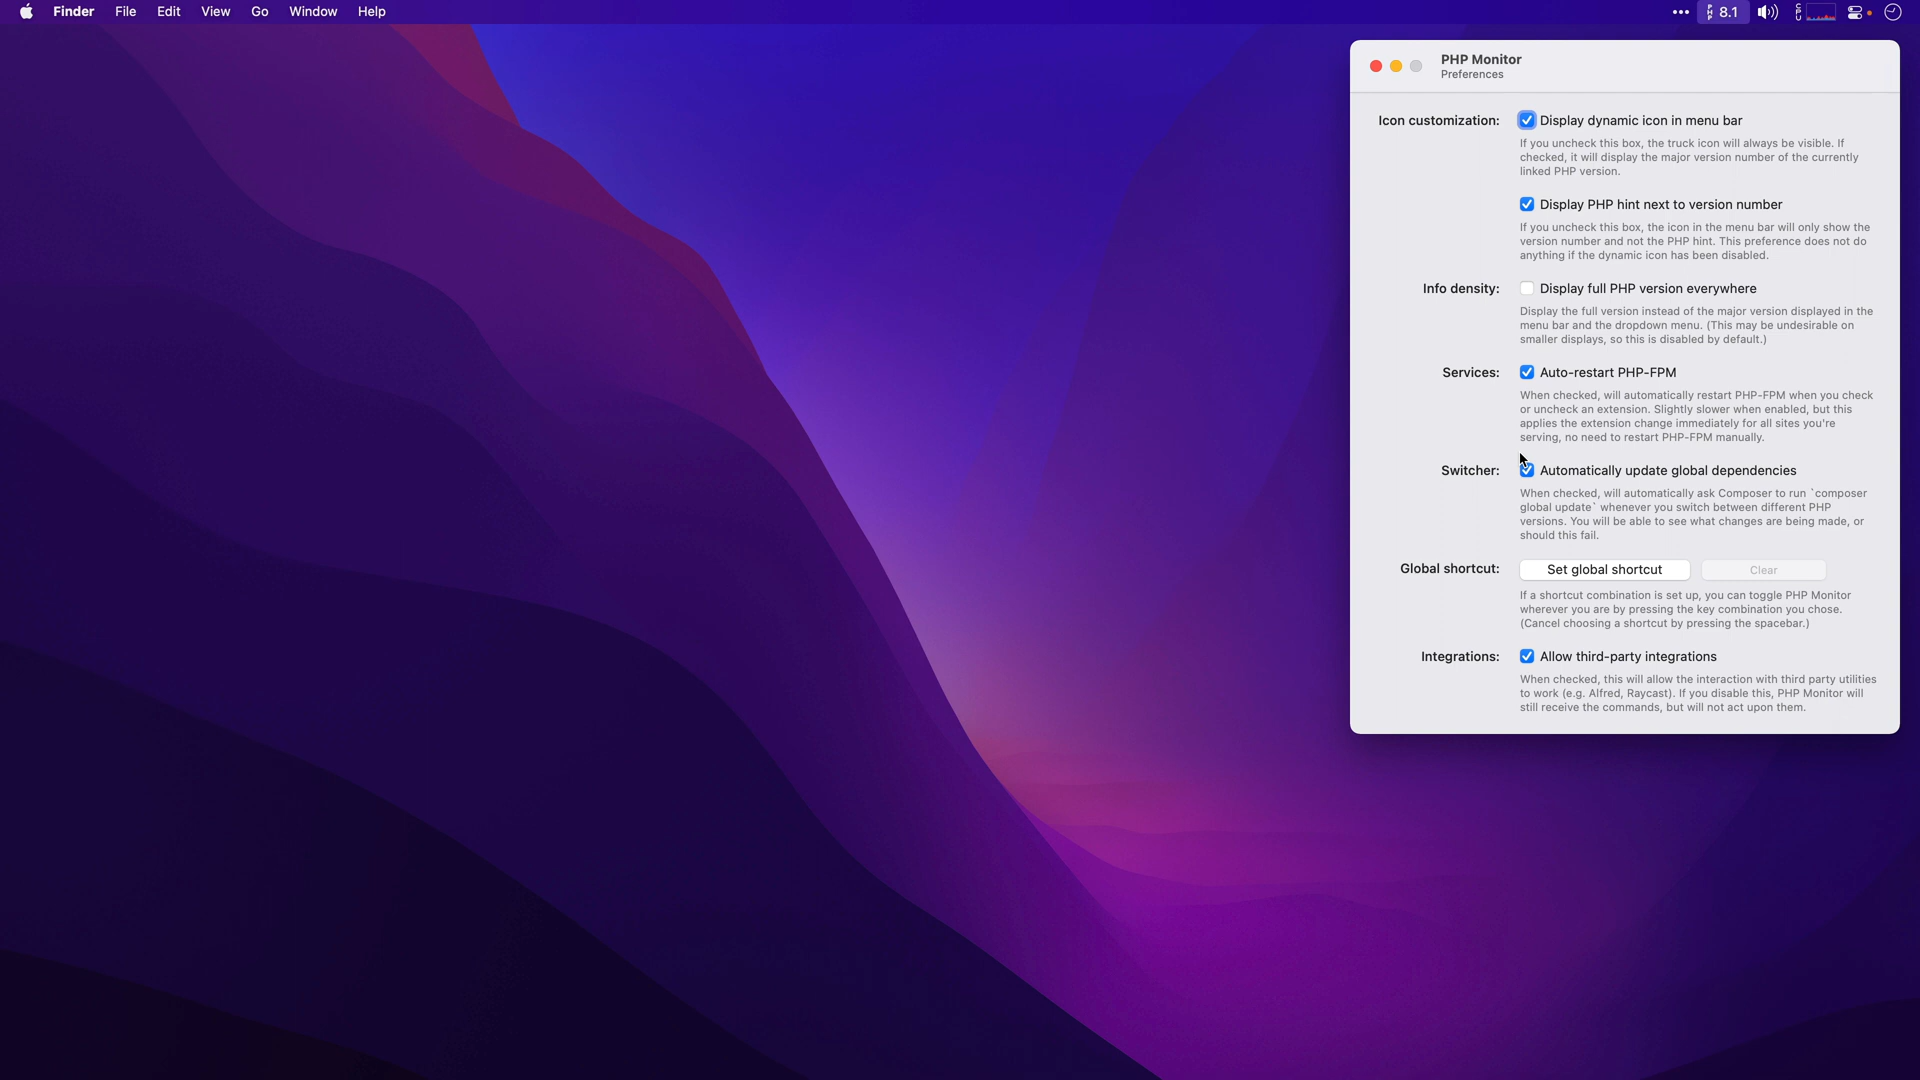 Finder File Edit View Go Window Help
PHP 8.1 CPU
PHP Monitor
Preferences
Icon customization: Display dynamic icon in menu bar
If you uncheck this box, the truck icon will always be visible. If
checked, it will display the major version number of the currently
linked PHP version.
Display PHP hint next to version number
If you uncheck this box, the icon in the menu bar will only show the
version number and not the PHP hint. This preference does not do
anything if the dynamic icon has been disabled.
Info density: Display full PHP version everywhere
Display the full version instead of the major version displayed in the
menu bar and the dropdown menu. (This may be undesirable on
smaller displays, so this is disabled by default.)
Services: Auto-restart PHP-FPM
When checked, will automatically restart PHP-FPM when you check
or uncheck an extension. Slightly slower when enabled, but this
applies the extension change immediately for all sites you're
serving, no need to restart PHP-FPM manually.
Switcher: Automatically update global dependencies
When checked, will automatically ask Composer to run `composer
global update` whenever you switch between different PHP
versions. You will be able to see what changes are being made, or
should this fail.
Global shortcut: Set global shortcut Clear
If a shortcut combination is set up, you can toggle PHP Monitor
wherever you are by pressing the key combination you chose.
(Cancel choosing a shortcut by pressing the spacebar.)
Integrations: Allow third-party integrations
When checked, this will allow the interaction with third party utilities
to work (e.g. Alfred, Raycast). If you disable this, PHP Monitor will
still receive the commands, but will not act upon them.